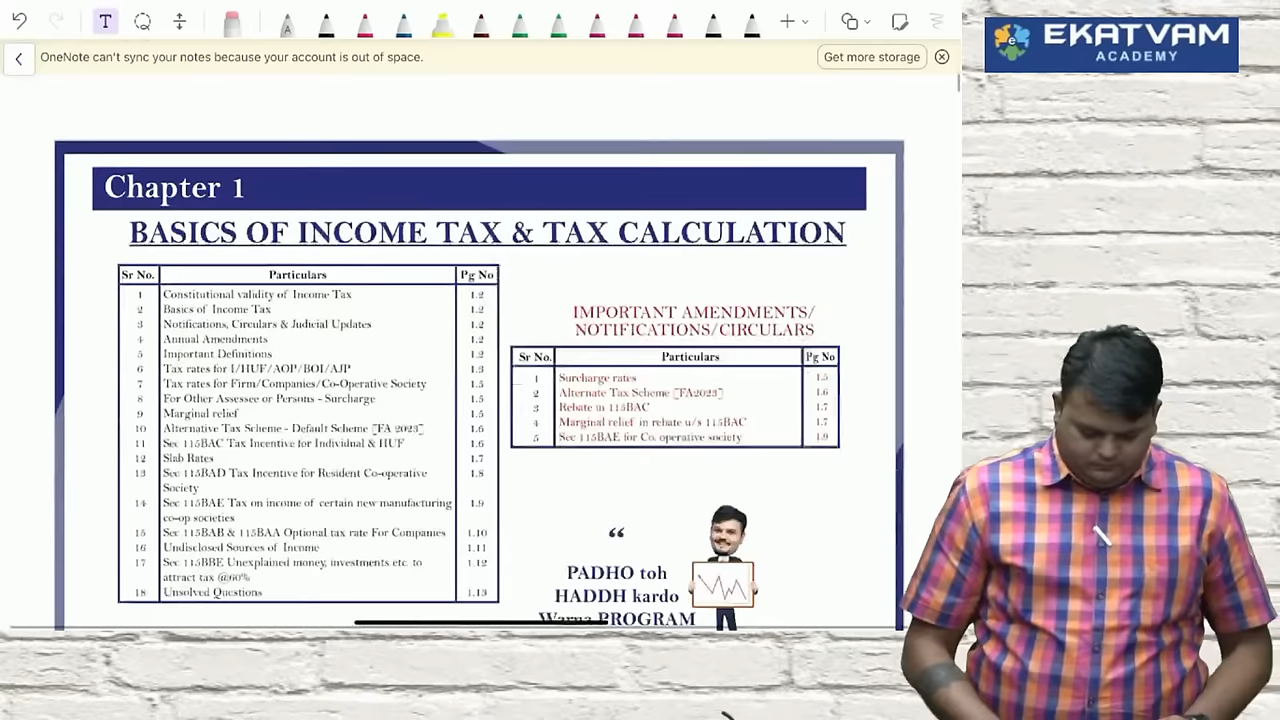 OneNote can't sync your notes because your account is out of space.
Get more storage
EKATVAM
ACADEMY
Chapter 1
BASICS OF INCOME TAX & TAX CALCULATION
Sr No. Particulars Pg No
1 Constitutional validity of Income Tax 1.2
2 Basics of Income Tax 1.2
3 Notifications, Circulars & Judicial Updates 1.2
4 Annual Amendments 1.2
5 Important Definitions 1.2
6 Tax rates for I/HUF/AOP/BOI/AJP 1.3
7 Tax rates for Firm/Companies/Co-Operative Society 1.5
8 For Other Assessee or Persons - Surcharge 1.5
9 Marginal relief 1.5
10 Alternative Tax Scheme - Default Scheme [FA 2023] 1.6
11 Sec 115BAC Tax Incentive for Individual & HUF 1.6
12 Slab Rates 1.7
13 Sec 115BAD Tax Incentive for Resident Co-operative
Society 1.8
14 Sec 115BAE Tax on income of certain new manufacturing
co-op societies 1.9
15 Sec 115BAB & 115BAA Optional tax rate For Companies 1.10
16 Undisclosed Sources of Income 1.11
17 Sec 115BBE Unexplained money, investments etc. to
attract tax @60% 1.12
18 Unsolved Questions 1.13
IMPORTANT AMENDMENTS/
NOTIFICATIONS/CIRCULARS
Sr No. Particulars Pg No
1 Surcharge rates 1.5
2 Alternate Tax Scheme [FA2023] 1.6
3 Rebate in 115BAC 1.7
4 Marginal relief in rebate u/s 115BAC 1.7
5 Sec 115BAE for Co. operative society 1.9
“
PADHO toh
HADDH kardo
Warna PROGRAM